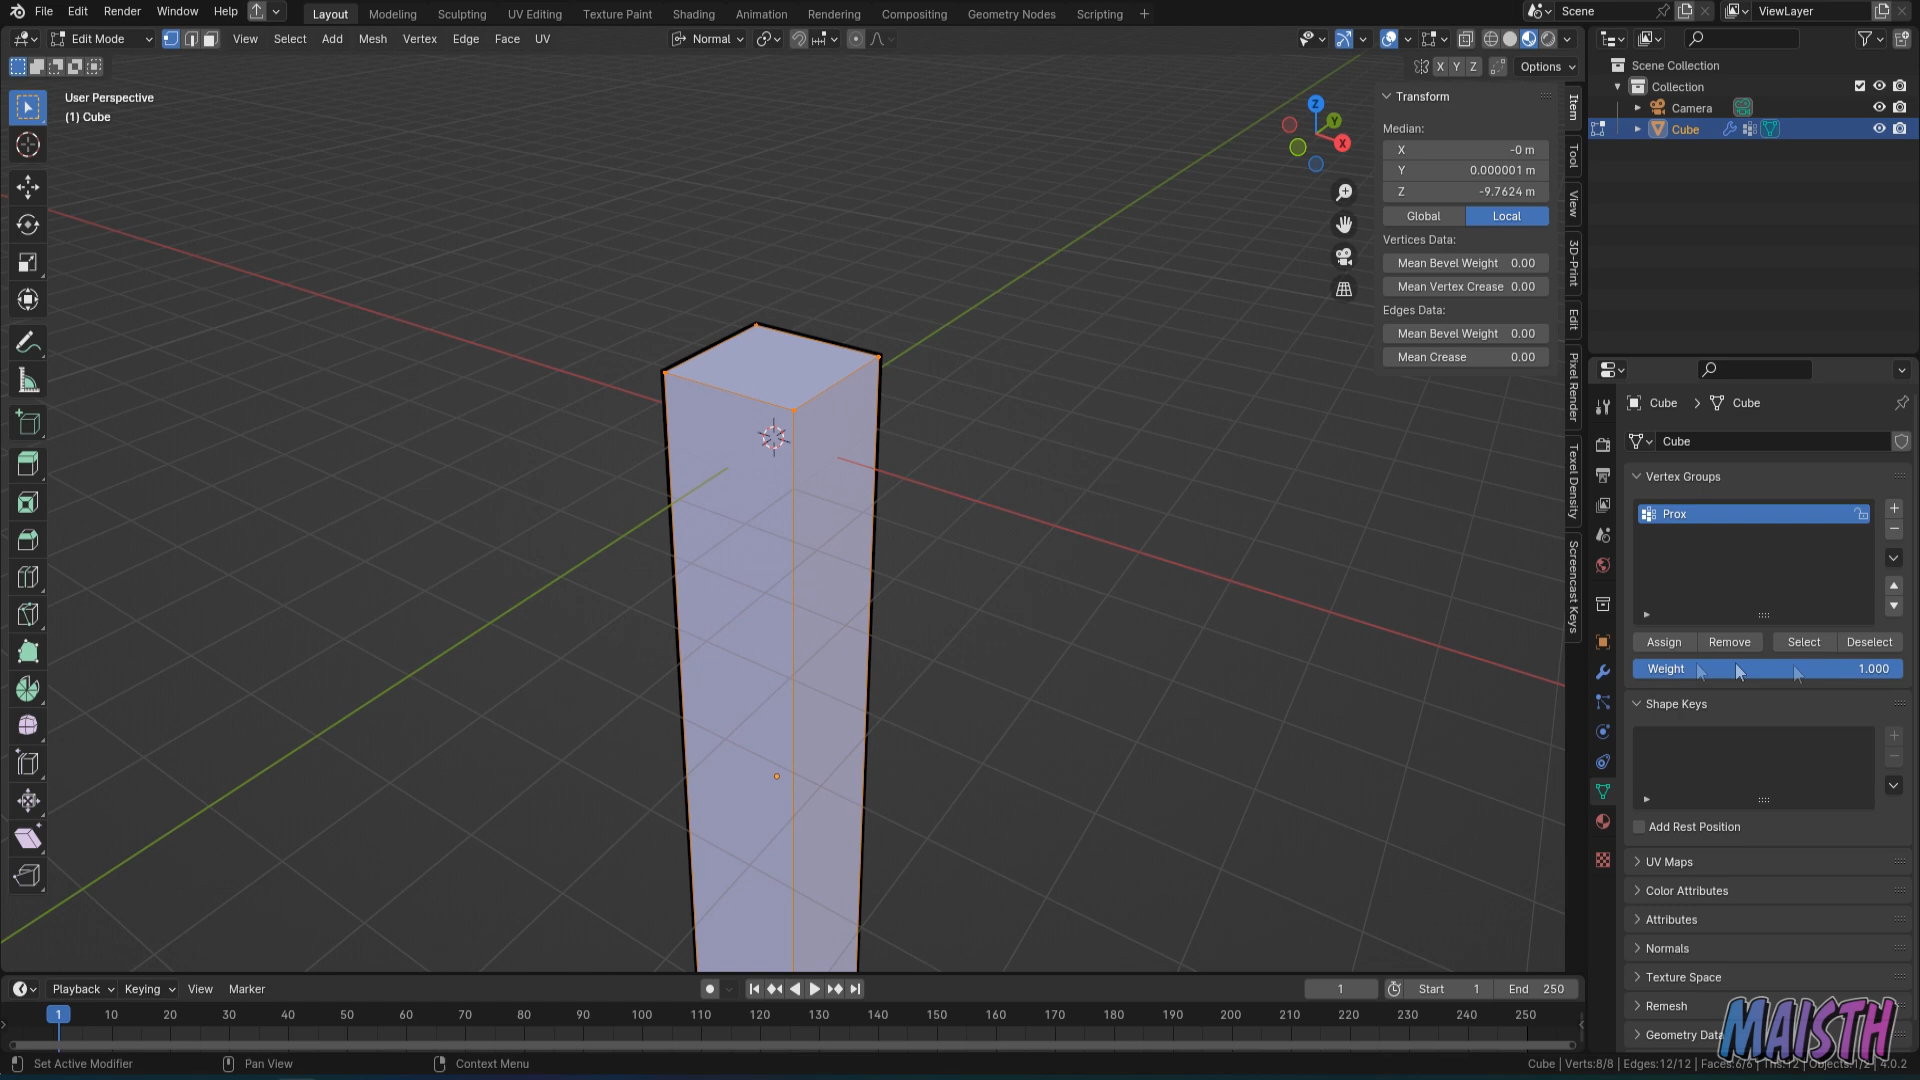 File Edit Render Window Help Layout Modeling Sculpting UV Editing Texture Paint Shading Animation Rendering Compositing Geometry Nodes Scripting + Scene ViewLayer
Edit Mode View Select Add Mesh Vertex Edge Face UV Normal
X Y Z Options
User Perspective
(1) Cube
Z
Y
X
Transform
Median:
X -0 m
Y 0.000001 m
Z -9.7624 m
Global Local
Vertices Data:
Mean Bevel Weight 0.00
Mean Vertex Crease 0.00
Edges Data:
Mean Bevel Weight 0.00
Mean Crease 0.00
Item
Tool
View
3D-Print
Edit
Pixel Render
Texel Density
Screencast Keys
Scene Collection
Collection
Camera
Cube
Cube > Cube
Cube
Vertex Groups
Prox
Assign Remove Select Deselect
Weight 1.000
Shape Keys
Add Rest Position
UV Maps
Color Attributes
Attributes
Normals
Texture Space
Remesh
Geometry Data
MAISTH
Playback Keying View Marker 1 Start 1 End 250
1 10 20 30 40 50 60 70 80 90 100 110 120 130 140 150 160 170 180 190 200 210 220 230 240 250
Set Active Modifier Pan View Context Menu Cube | Verts:8/8 | Edges:12/12 | Faces:6/6 | Tris:12 | Objects:1/2 | 4.0.2